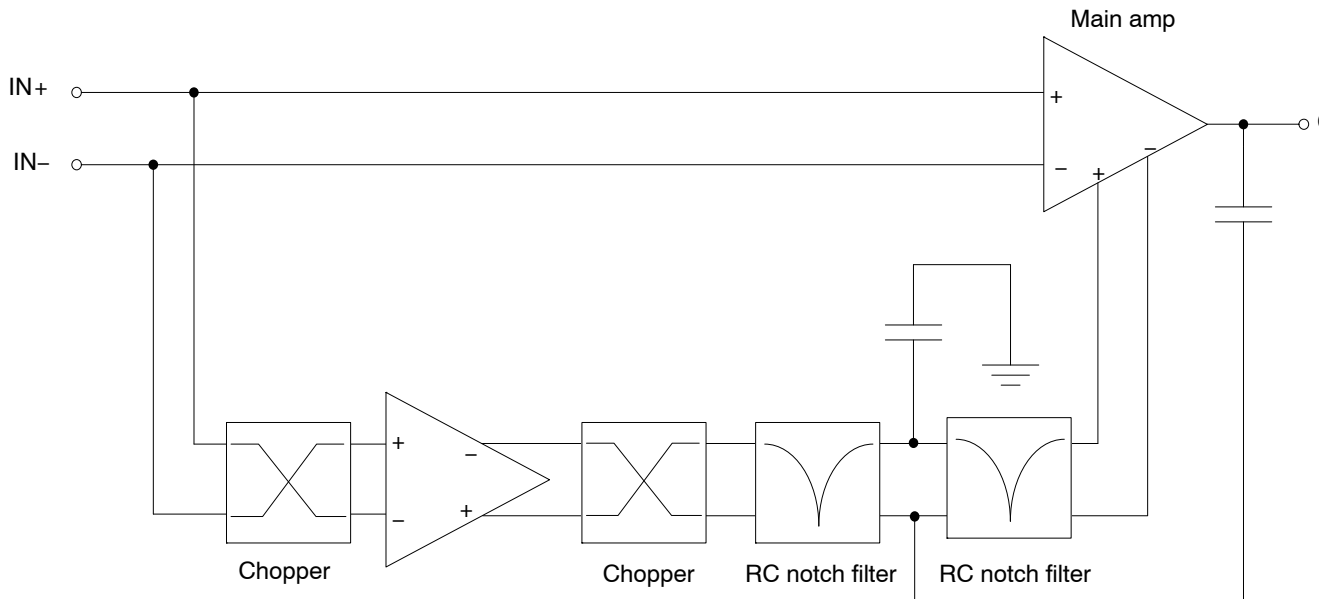 Main amp
IN+
+
IN−
−
+
−
+
−
−
+
Chopper
Chopper
RC notch filter
RC notch filter